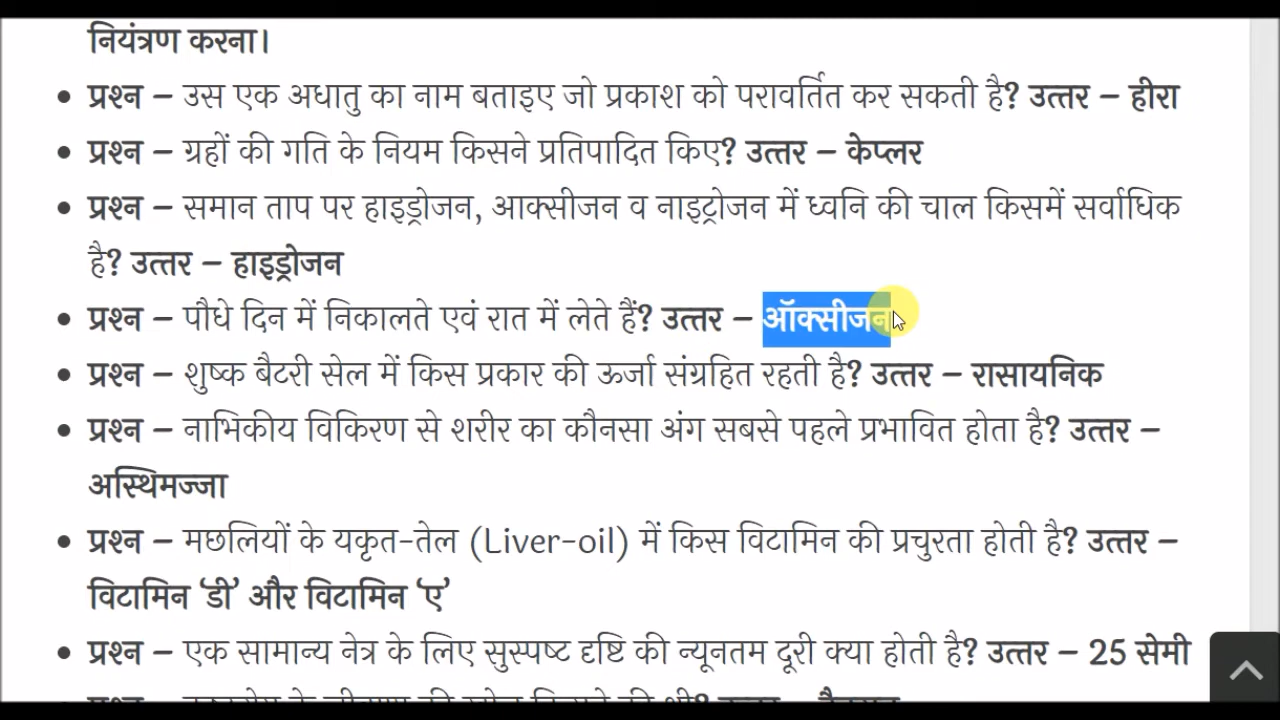 नियंत्रण करना।
• प्रश्न – उस एक अधातु का नाम बताइए जो प्रकाश को परावर्तित कर सकती है? उत्तर – हीरा
• प्रश्न – ग्रहों की गति के नियम किसने प्रतिपादित किए? उत्तर – केप्लर
• प्रश्न – समान ताप पर हाइड्रोजन, आक्सीजन व नाइट्रोजन में ध्वनि की चाल किसमें सर्वाधिक
है? उत्तर – हाइड्रोजन
• प्रश्न – पौधे दिन में निकालते एवं रात में लेते हैं? उत्तर – ऑक्सीजन
• प्रश्न – शुष्क बैटरी सेल में किस प्रकार की ऊर्जा संग्रहित रहती है? उत्तर – रासायनिक
• प्रश्न – नाभिकीय विकिरण से शरीर का कौनसा अंग सबसे पहले प्रभावित होता है? उत्तर –
अस्थिमज्जा
• प्रश्न – मछलियों के यकृत-तेल (Liver-oil) में किस विटामिन की प्रचुरता होती है? उत्तर –
विटामिन ‘डी’ और विटामिन ‘ए’
• प्रश्न – एक सामान्य नेत्र के लिए सुस्पष्ट दृष्टि की न्यूनतम दूरी क्या होती है? उत्तर – 25 सेमी